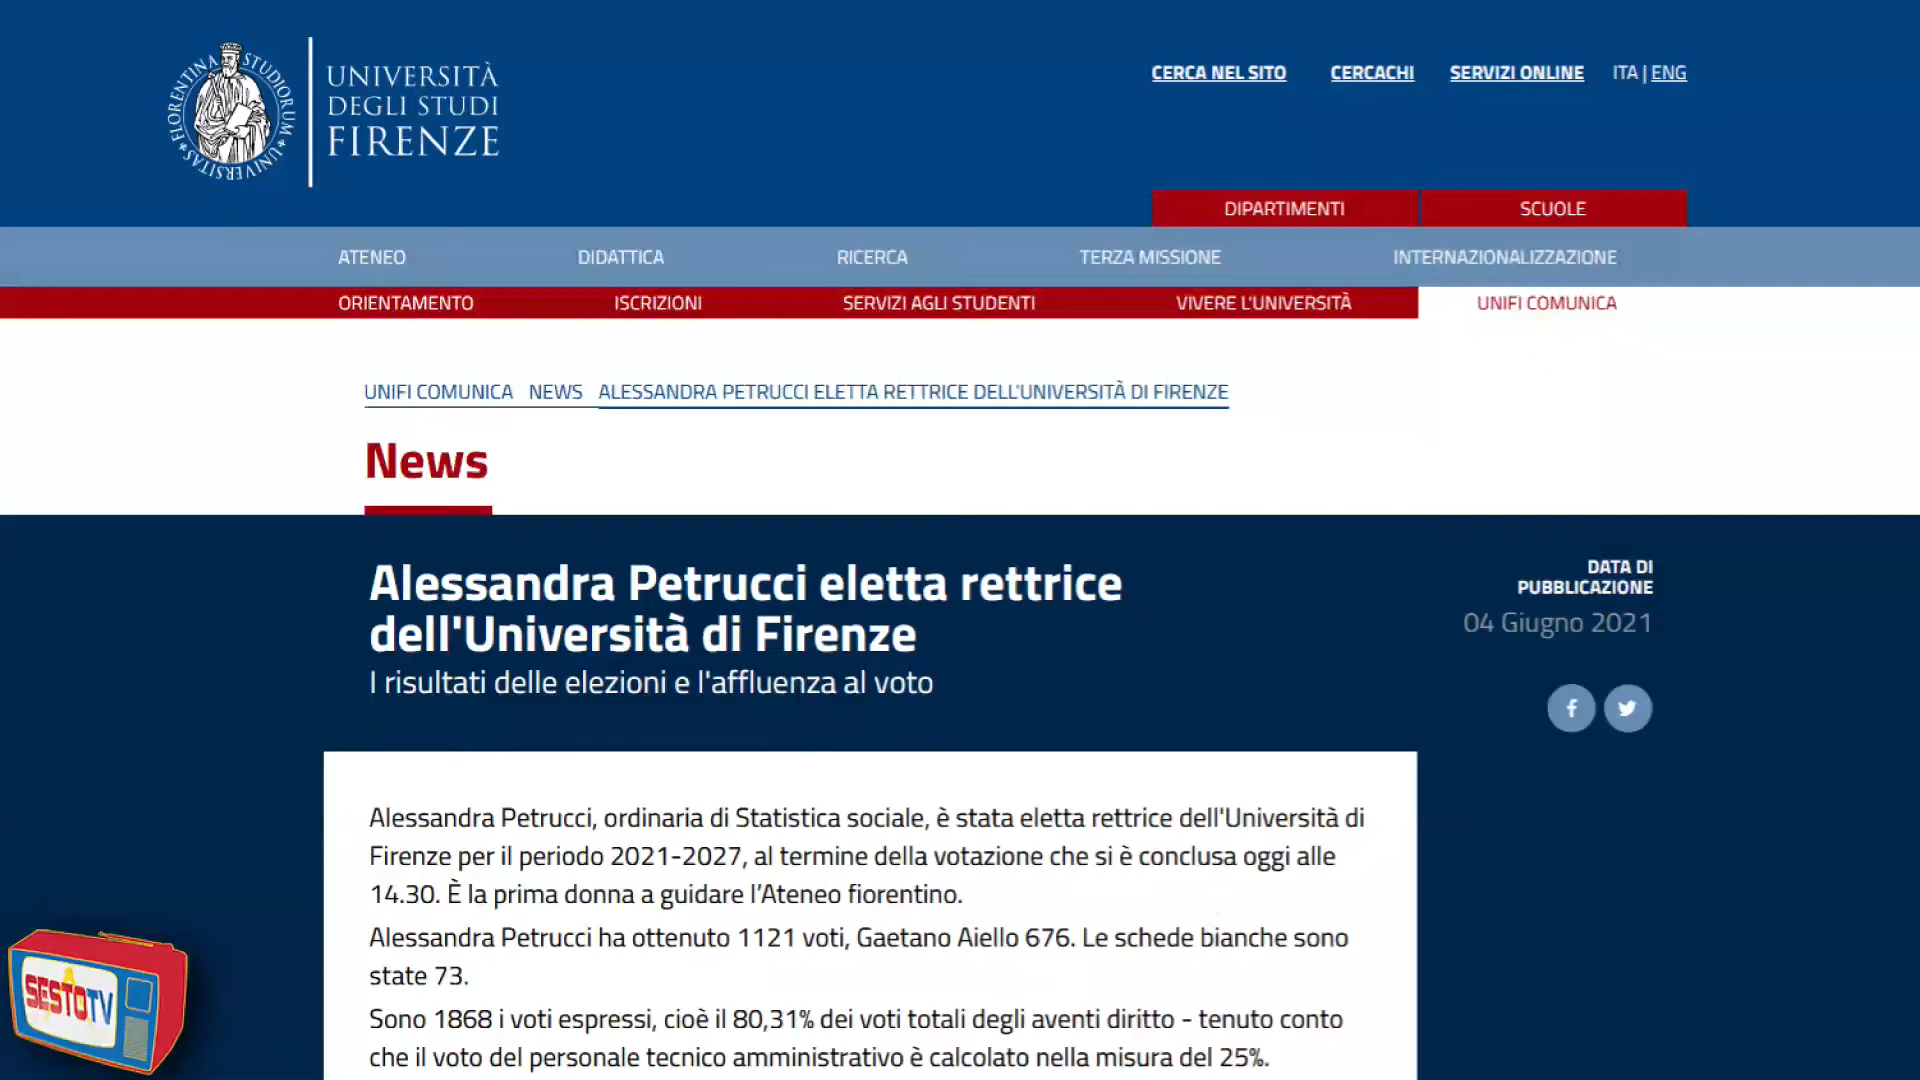 FLORENTINA STUDIORUM UNIVERSITAS
UNIVERSITÀ
DEGLI STUDI
FIRENZE
CERCA NEL SITO CERCACHI SERVIZI ONLINE ITA | ENG
DIPARTIMENTI SCUOLE
ATENEO DIDATTICA RICERCA TERZA MISSIONE INTERNAZIONALIZZAZIONE
ORIENTAMENTO ISCRIZIONI SERVIZI AGLI STUDENTI VIVERE L'UNIVERSITÀ UNIFI COMUNICA
UNIFI COMUNICA NEWS ALESSANDRA PETRUCCI ELETTA RETTRICE DELL'UNIVERSITÀ DI FIRENZE
News
Alessandra Petrucci eletta rettrice
dell'Università di Firenze
I risultati delle elezioni e l'affluenza al voto
DATA DI
PUBBLICAZIONE
04 Giugno 2021
Alessandra Petrucci, ordinaria di Statistica sociale, è stata eletta rettrice dell'Università di
Firenze per il periodo 2021-2027, al termine della votazione che si è conclusa oggi alle
14.30. È la prima donna a guidare l’Ateneo fiorentino.
Alessandra Petrucci ha ottenuto 1121 voti, Gaetano Aiello 676. Le schede bianche sono
state 73.
Sono 1868 i voti espressi, cioè il 80,31% dei voti totali degli aventi diritto - tenuto conto
che il voto del personale tecnico amministrativo è calcolato nella misura del 25%.
SESTOTV